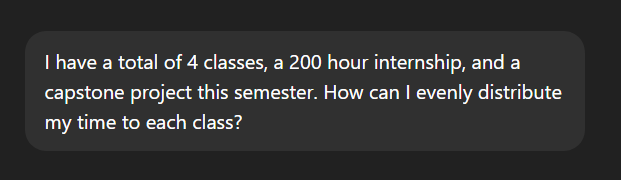 I have a total of 4 classes, a 200 hour internship, and a
capstone project this semester. How can I evenly distribute
my time to each class?